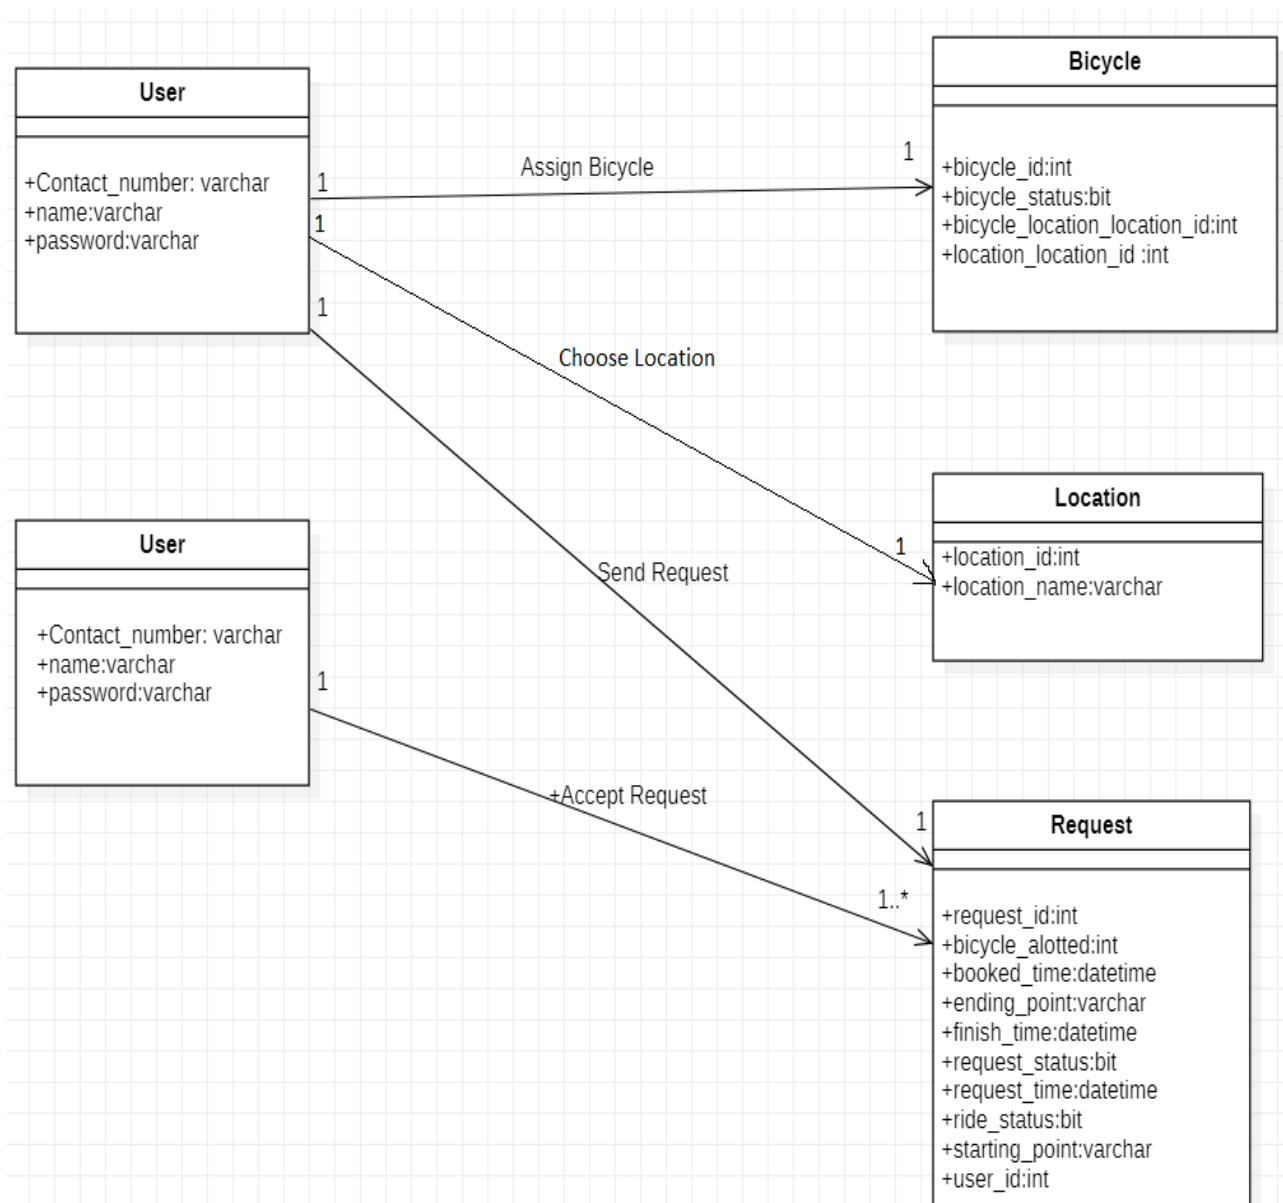 User
+Contact_number: varchar
+name:varchar
+password:varchar
1
1
1
Assign Bicycle
1
Bicycle
+bicycle_id:int
+bicycle_status:bit
+bicycle_location_location_id:int
+location_location_id :int
Choose Location
1
Location
+location_id:int
+location_name:varchar
Send Request
1
User
+Contact_number: varchar
+name:varchar
+password:varchar
1
+Accept Request
1..*
Request
+request_id:int
+bicycle_alotted:int
+booked_time:datetime
+ending_point:varchar
+finish_time:datetime
+request_status:bit
+request_time:datetime
+ride_status:bit
+starting_point:varchar
+user_id:int